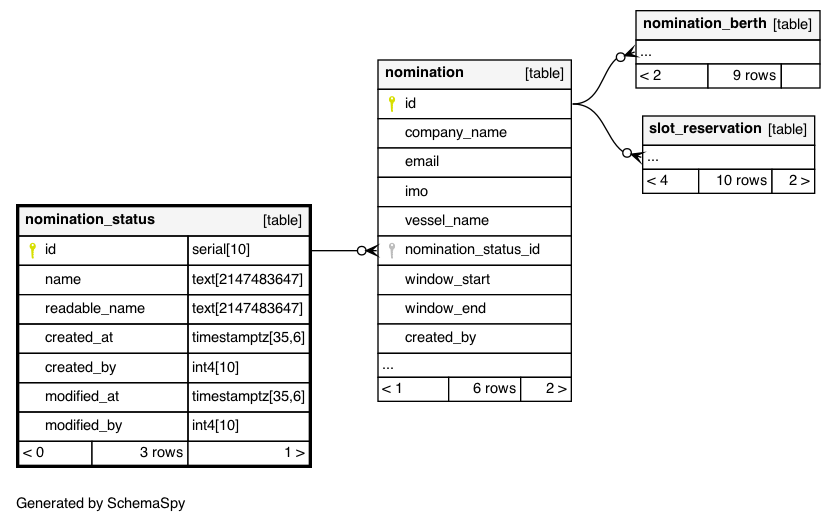 nomination_berth [table]
...
< 2 9 rows
nomination [table]
id
company_name
email
imo
vessel_name
nomination_status_id
window_start
window_end
created_by
...
< 1 6 rows 2 >
slot_reservation [table]
...
< 4 10 rows 2 >
nomination_status [table]
id serial[10]
name text[2147483647]
readable_name text[2147483647]
created_at timestamptz[35,6]
created_by int4[10]
modified_at timestamptz[35,6]
modified_by int4[10]
< 0 3 rows 1 >
Generated by SchemaSpy